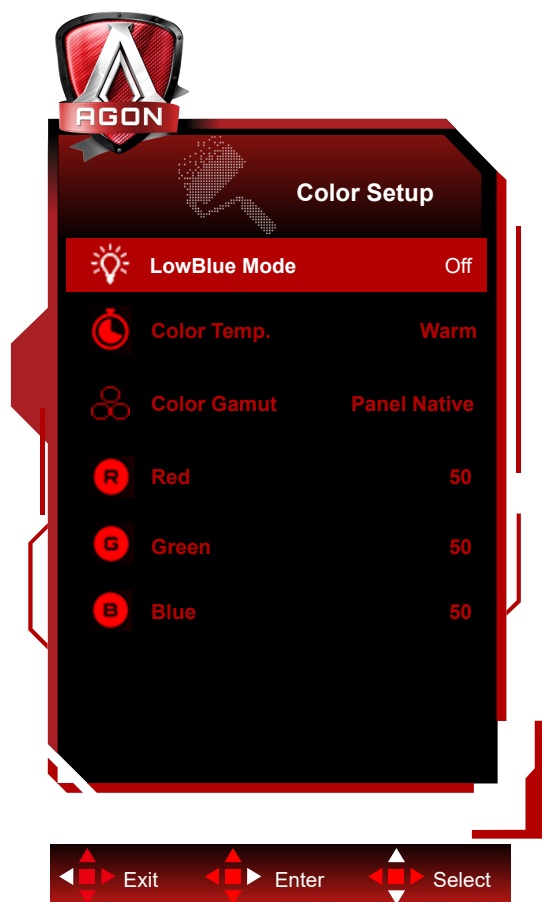 AGON
Color Setup
LowBlue Mode Off
Color Temp. Warm
Color Gamut Panel Native
R Red 50
G Green 50
B Blue 50
Exit Enter Select